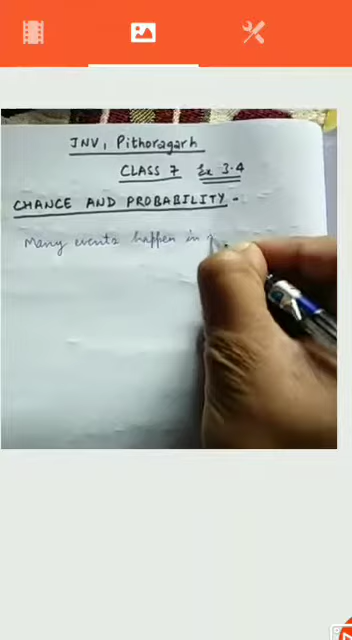 JNV, Pithoragarh
CLASS 7 Ex 3.4
CHANCE AND PROBABILITY -
Many events happen in